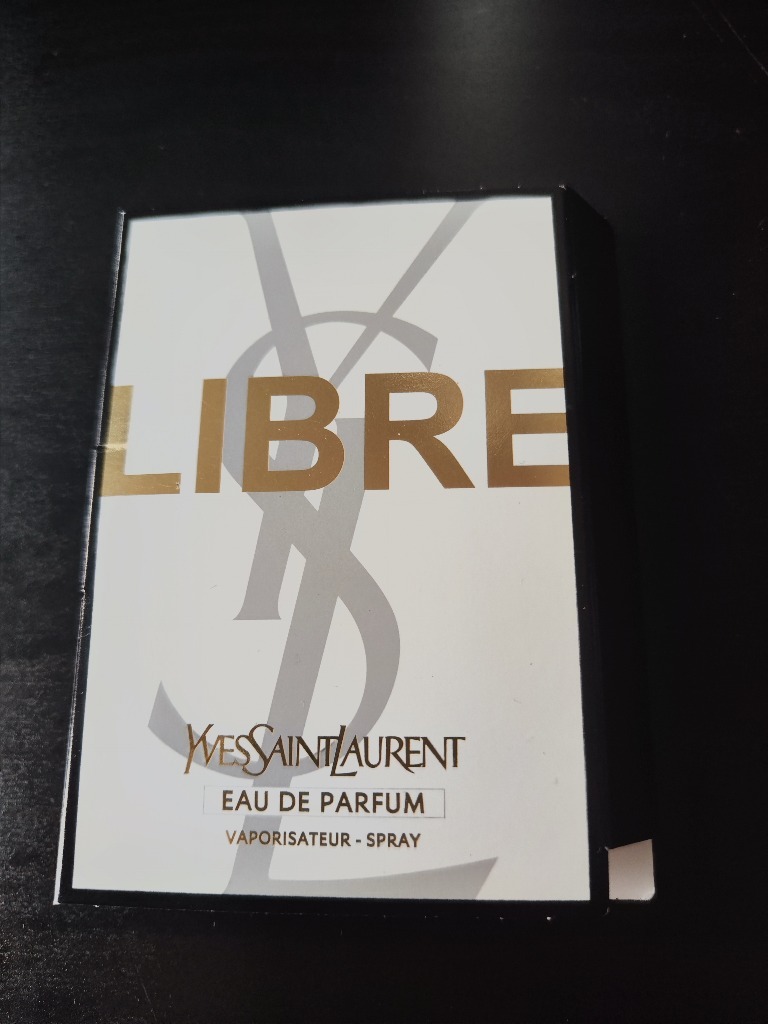 LIBRE
YVESSAINTLAURENT
EAU DE PARFUM
VAPORISATEUR - SPRAY